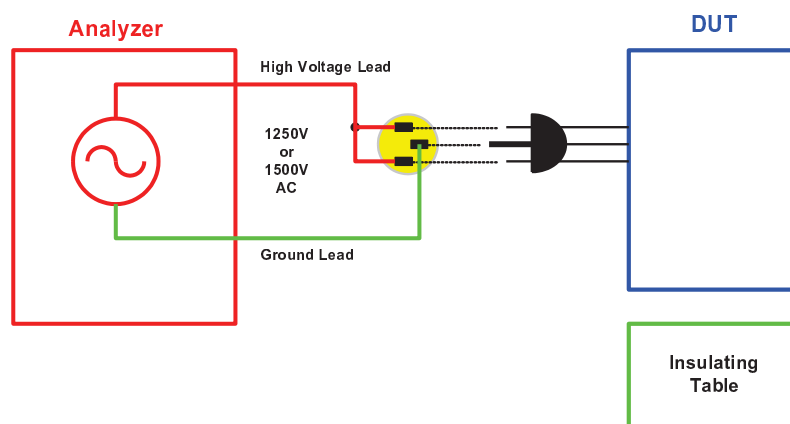 Analyzer
DUT
High Voltage Lead
1250V
or
1500V
AC
Ground Lead
Insulating
Table